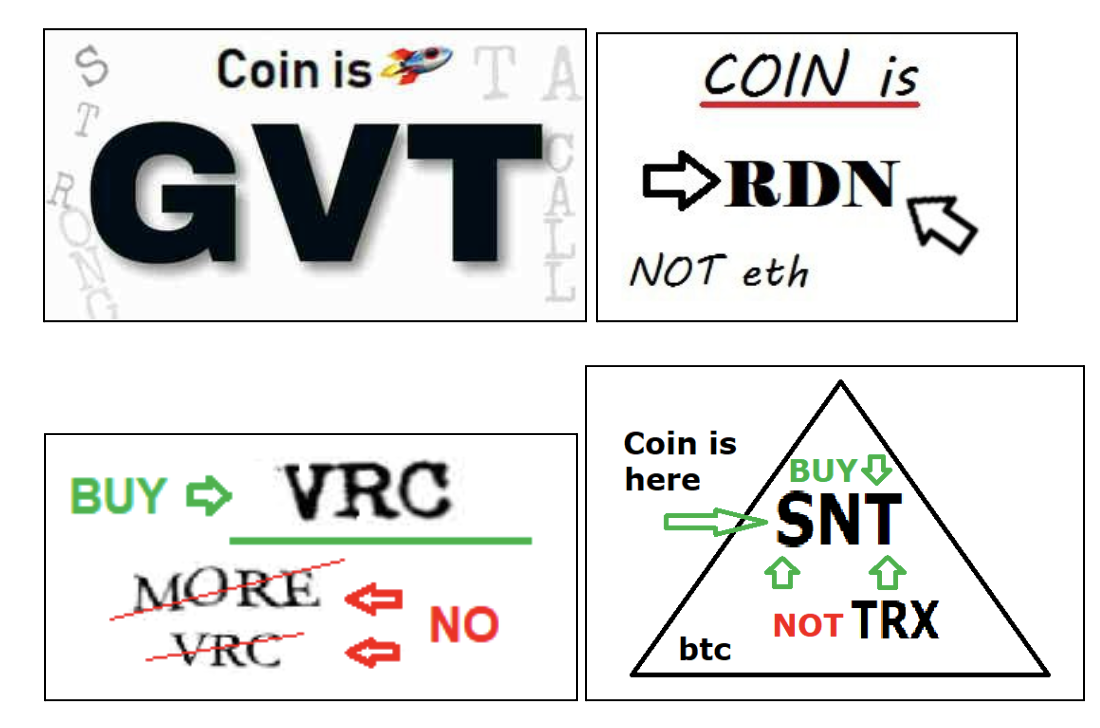 Coin is 🚀
GVT
STRONG
TA
CALL
COIN is
RDN
NOT eth
BUY VRC
MORE
VRC
NO
Coin is
here
BUY
SNT
NOT TRX
btc